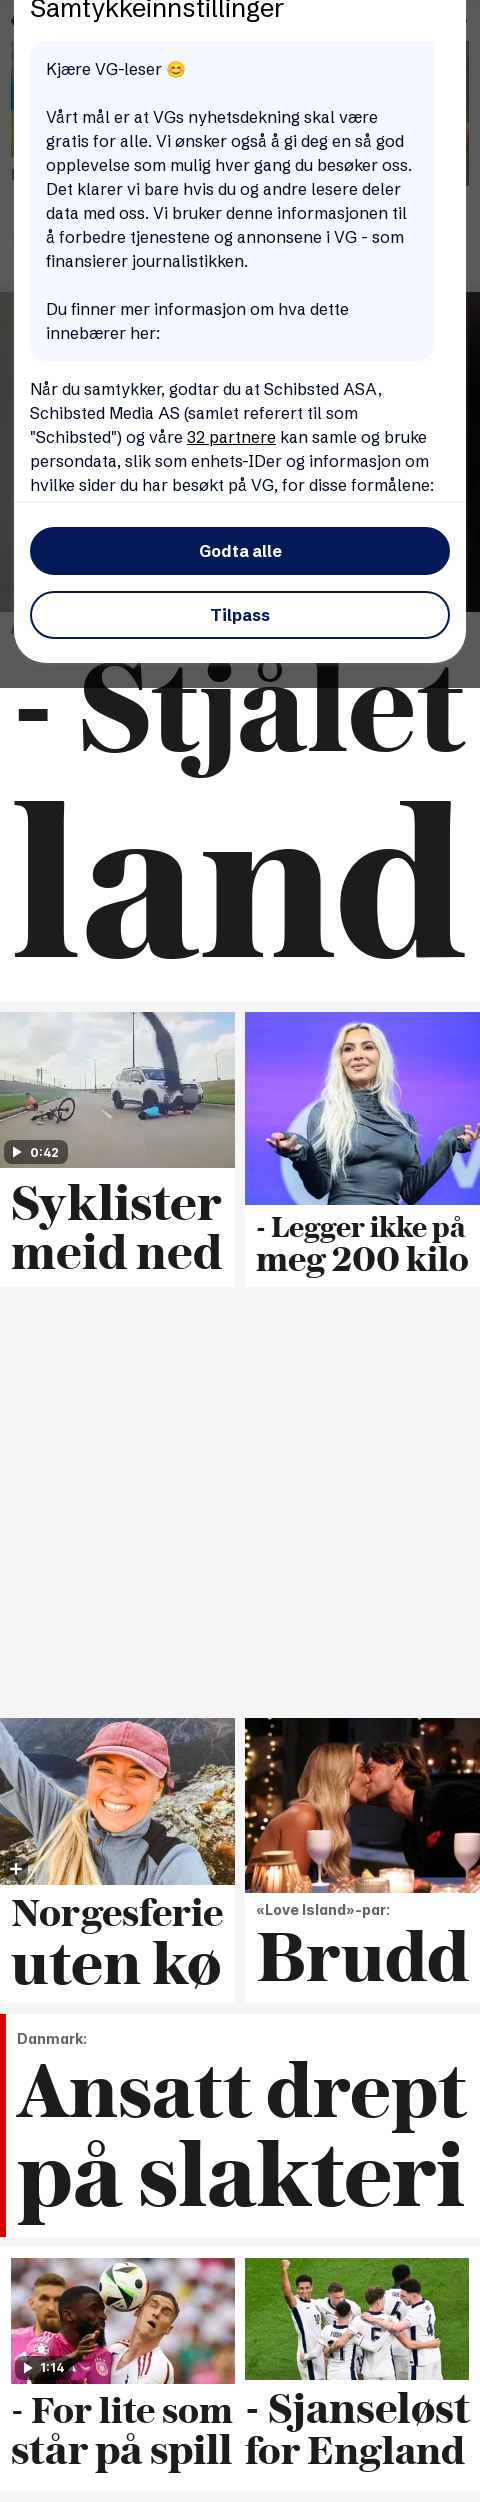 Samtykkeinnstillinger
Kjære VG-leser 😊
Vårt mål er at VGs nyhetsdekning skal være
gratis for alle. Vi ønsker også å gi deg en så god
opplevelse som mulig hver gang du besøker oss.
Det klarer vi bare hvis du og andre lesere deler
data med oss. Vi bruker denne informasjonen til
å forbedre tjenestene og annonsene i VG - som
finansierer journalistikken.
Du finner mer informasjon om hva dette
innebærer her:
Når du samtykker, godtar du at Schibsted ASA,
Schibsted Media AS (samlet referert til som
"Schibsted") og våre 32 partnere kan samle og bruke
persondata, slik som enhets-IDer og informasjon om
hvilke sider du har besøkt på VG, for disse formålene:
Godta alle
Tilpass
- Stjålet
land
0:42
Syklister
meid ned
- Legger ikke på
meg 200 kilo
Norgesferie
uten kø
«Love Island»-par:
Brudd
Danmark:
Ansatt drept
på slakteri
1:14
- For lite som
står på spill
- Sjanseløst
for England